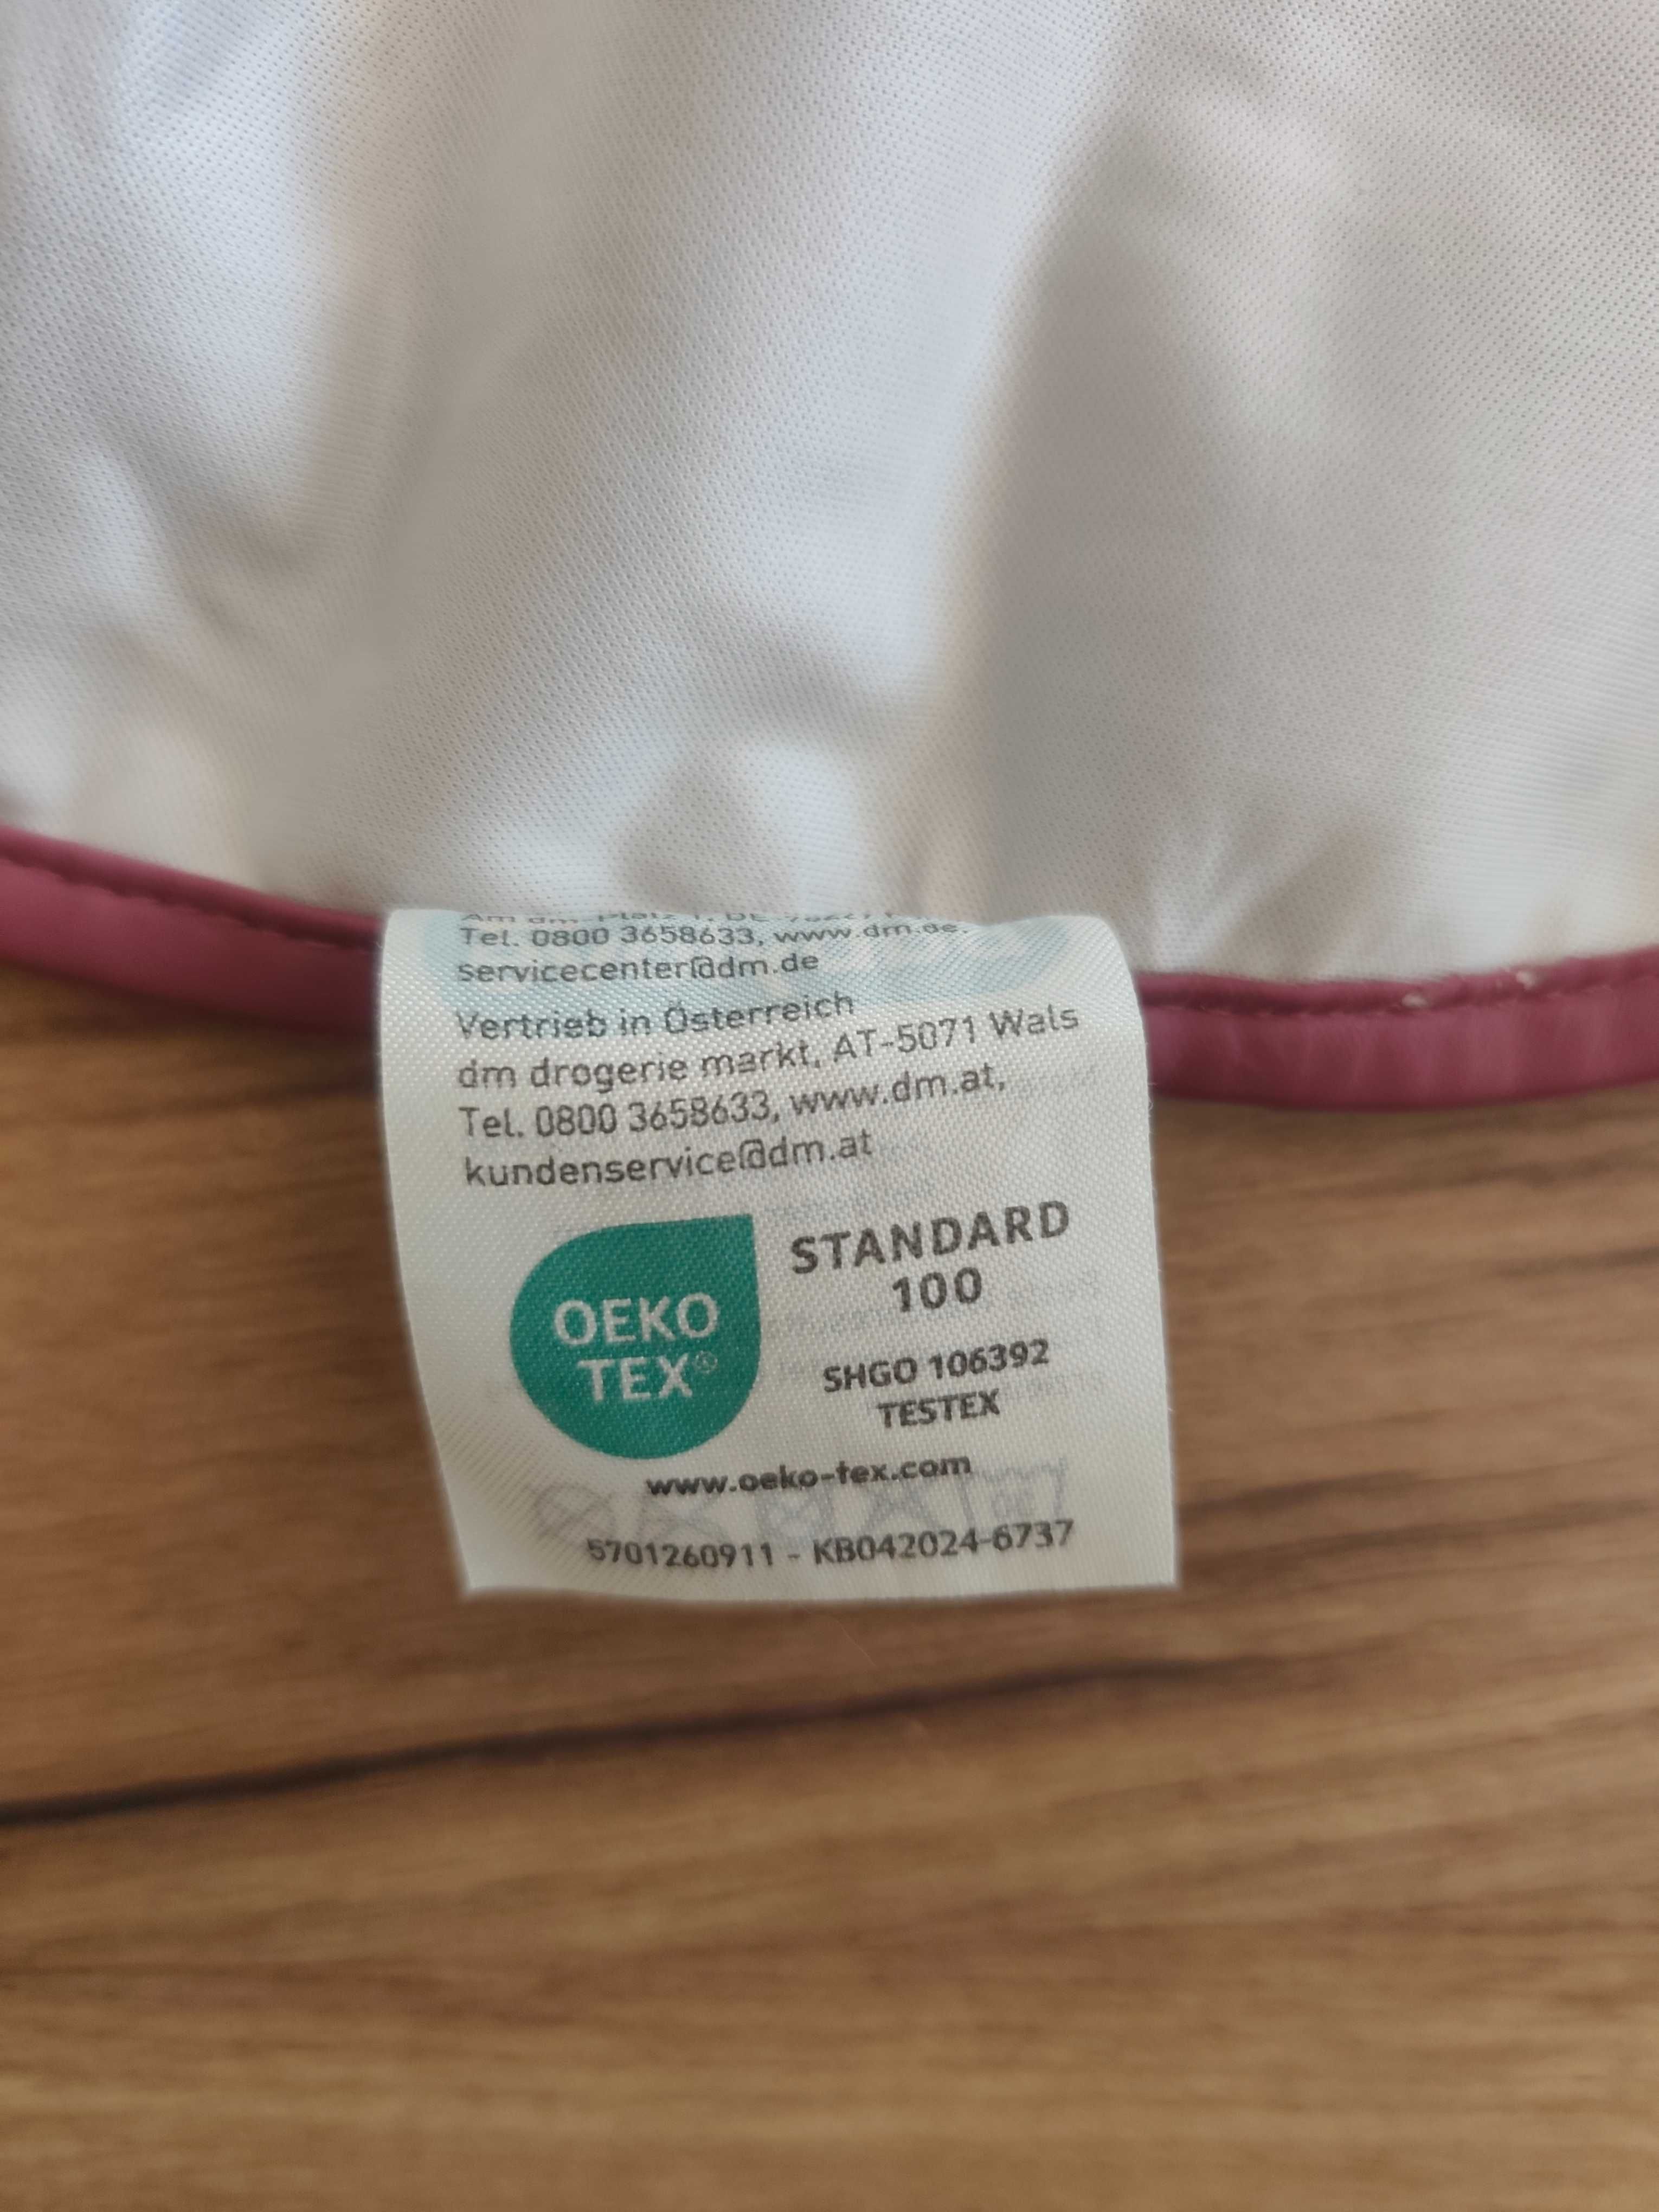 Tel. 0800 3658633, www.dm.de,
servicecenter@dm.de
Vertrieb in Österreich
dm drogerie markt, AT-5071 Wals
Tel. 0800 3658633, www.dm.at,
kundenservice@dm.at
OEKO
TEX®
STANDARD
100
SHGO 106392
TESTEX
www.oeko-tex.com
5701260911 - KB042024-6737